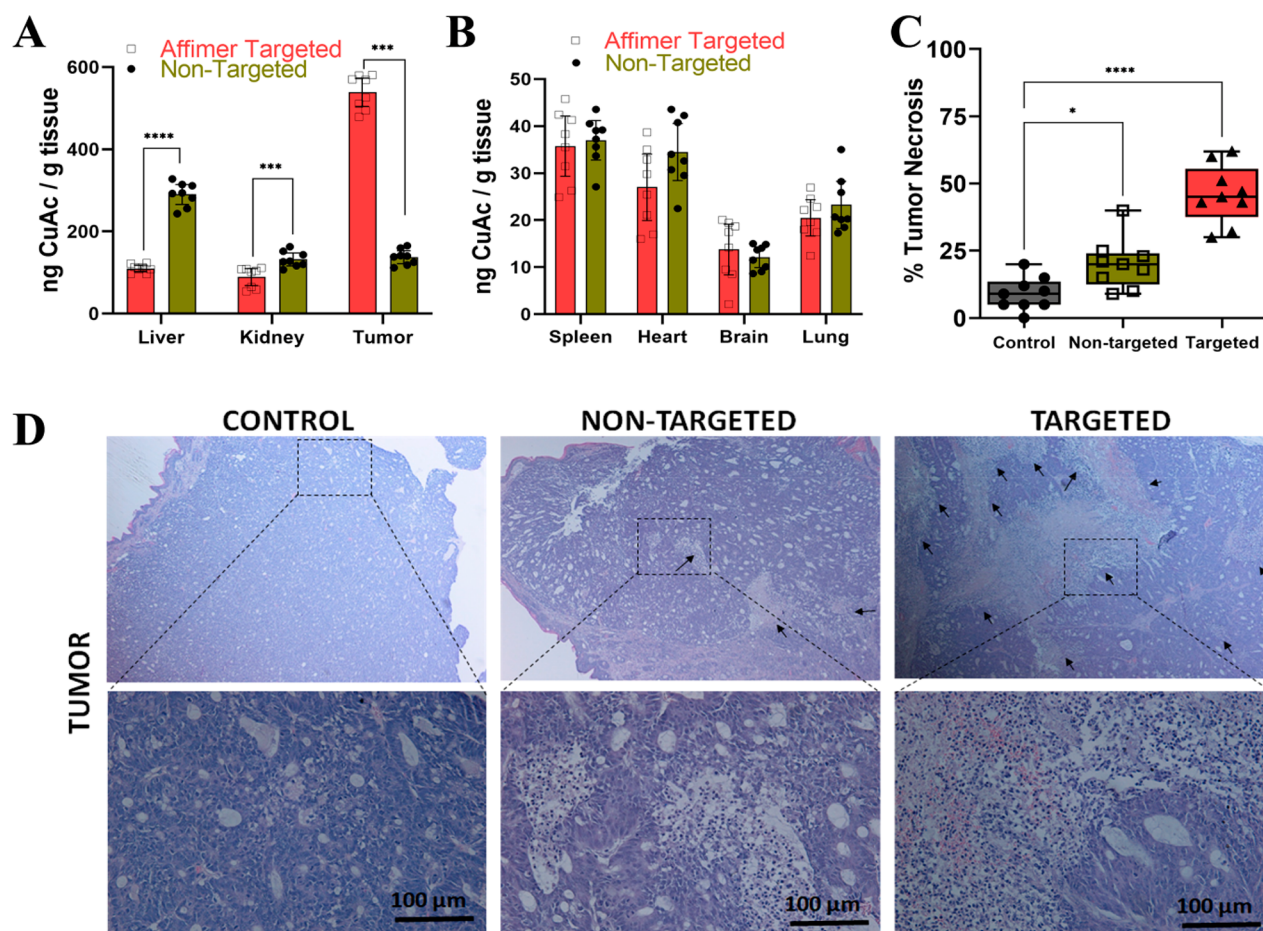 A
Affimer Targeted
Non-Targeted
ng CuAc / g tissue
600
400
200
0
****
***
***
Liver
Kidney
Tumor
B
Affimer Targeted
Non-Targeted
ng CuAc / g tissue
50
40
30
20
10
0
Spleen
Heart
Brain
Lung
C
% Tumor Necrosis
100
75
50
25
0
****
*
Control
Non-targeted
Targeted
D
CONTROL
NON-TARGETED
TARGETED
TUMOR
100 µm
100 µm
100 µm